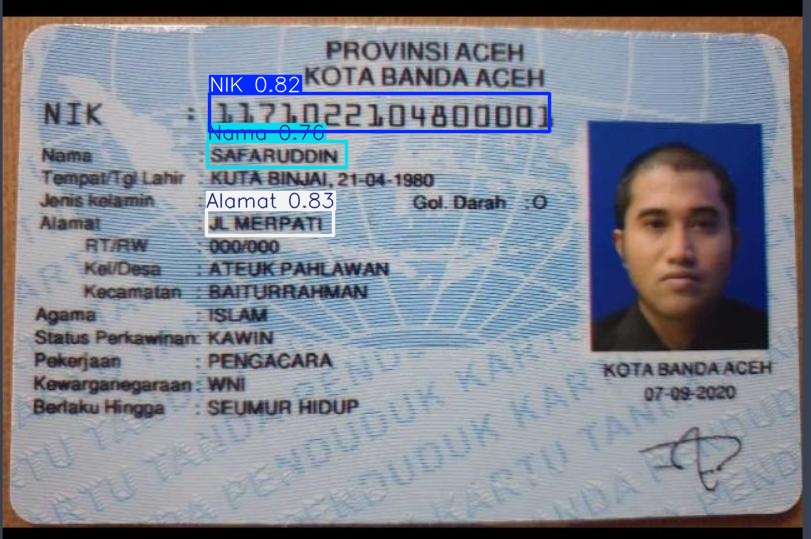 PROVINSI ACEH
KOTA BANDA ACEH
NIK 0.82
NIK : 1171022104800001
Nama 0.76
Nama : SAFARUDDIN
Tempat/Tgl Lahir : KUTA BINJAI, 21-04-1980
Jenis kelamin : Alamat 0.83 Gol. Darah : O
Alamat : JL MERPATI
RT/RW : 000/000
Kel/Desa : ATEUK PAHLAWAN
Kecamatan : BAITURRAHMAN
Agama : ISLAM
Status Perkawinan: KAWIN
Pekerjaan : PENGACARA
Kewarganegaraan : WNI
Berlaku Hingga : SEUMUR HIDUP
KOTA BANDA ACEH
07-09-2020